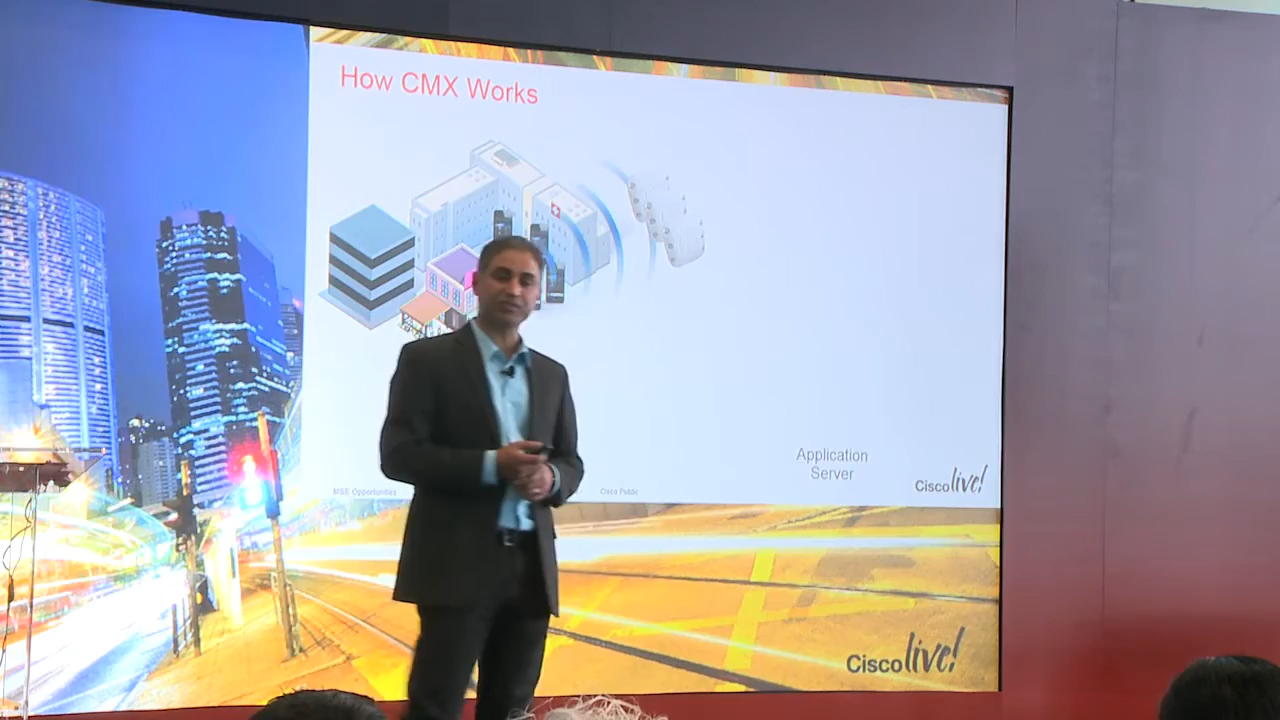 How CMX Works
Application
Server
MSE Opportunities
Cisco Public
Cisco live!
Cisco live!